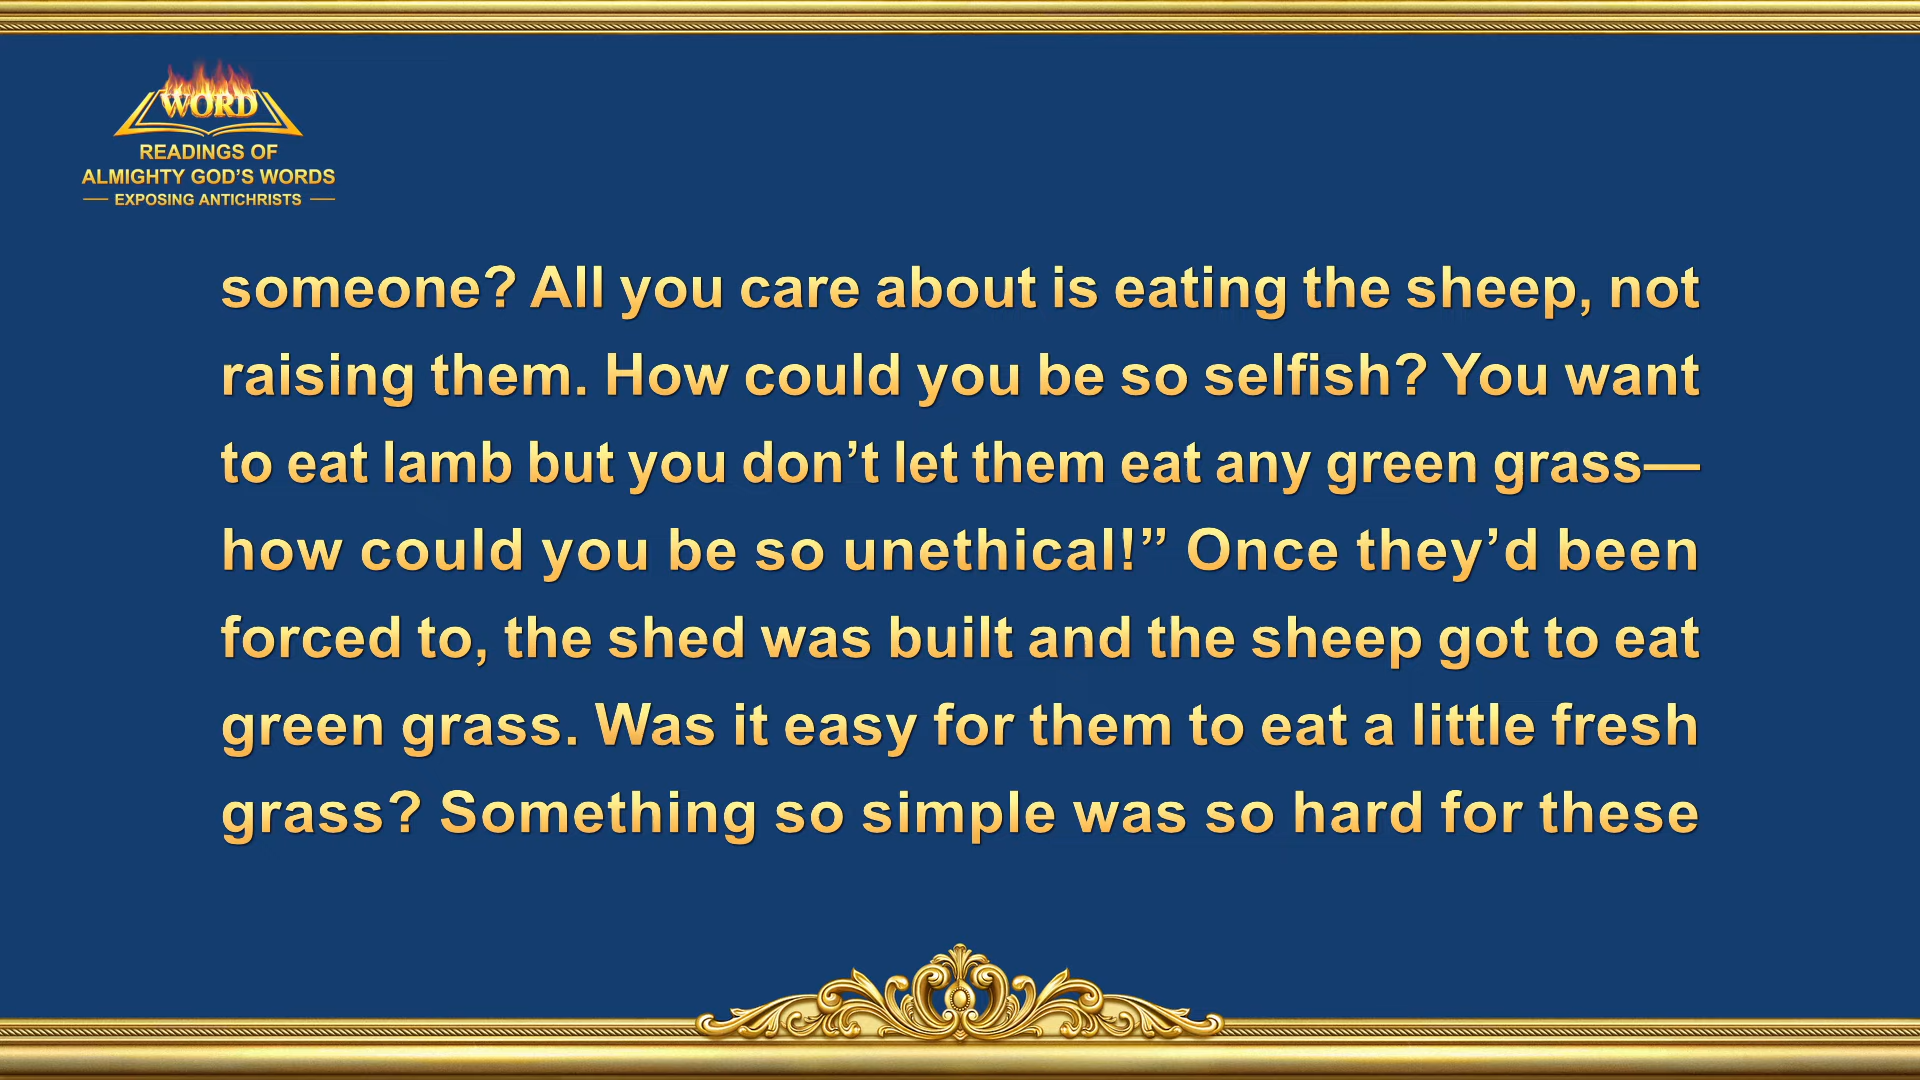 WORD
READINGS OF
ALMIGHTY GOD’S WORDS
EXPOSING ANTICHRISTS
someone? All you care about is eating the sheep, not
raising them. How could you be so selfish? You want
to eat lamb but you don’t let them eat any green grass—
how could you be so unethical!” Once they’d been
forced to, the shed was built and the sheep got to eat
green grass. Was it easy for them to eat a little fresh
grass? Something so simple was so hard for these